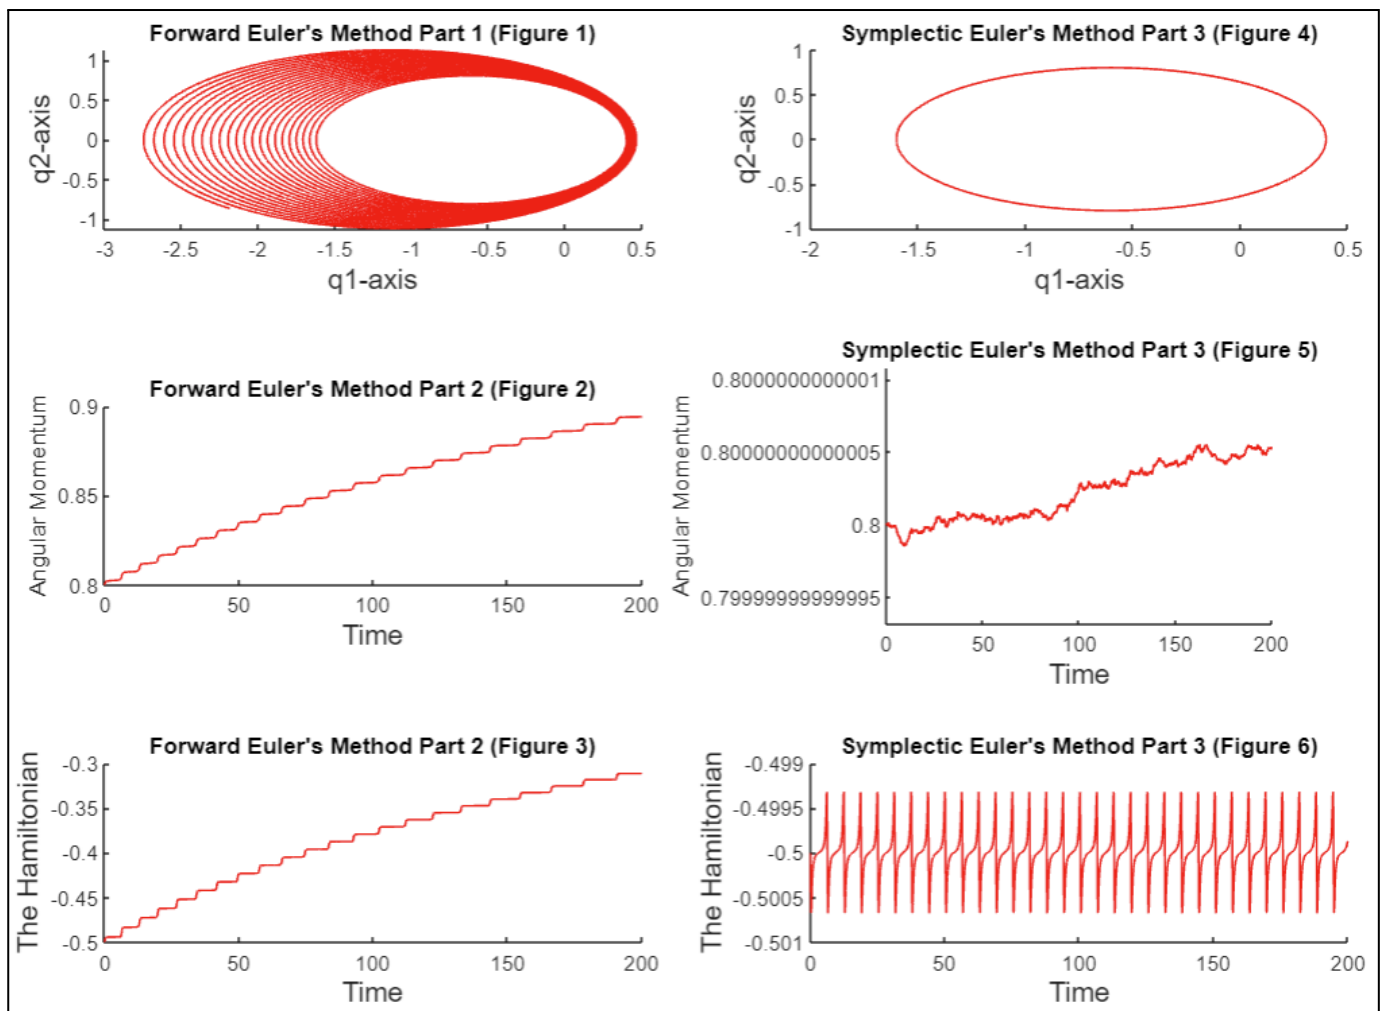 Forward Euler's Method Part 1 (Figure 1)
q2-axis
1
0.5
0
-0.5
-1
-3 -2.5 -2 -1.5 -1 -0.5 0 0.5
q1-axis
Symplectic Euler's Method Part 3 (Figure 4)
q2-axis
1
0.5
0
-0.5
-1
-2 -1.5 -1 -0.5 0 0.5
q1-axis
Forward Euler's Method Part 2 (Figure 2)
Angular Momentum
0.9
0.85
0.8
0 50 100 150 200
Time
Symplectic Euler's Method Part 3 (Figure 5)
Angular Momentum
0.8000000000001
0.80000000000005
0.8
0.79999999999995
0 50 100 150 200
Time
Forward Euler's Method Part 2 (Figure 3)
The Hamiltonian
-0.3
-0.35
-0.4
-0.45
-0.5
0 50 100 150 200
Time
Symplectic Euler's Method Part 3 (Figure 6)
The Hamiltonian
-0.499
-0.4995
-0.5
-0.5005
-0.501
0 50 100 150 200
Time